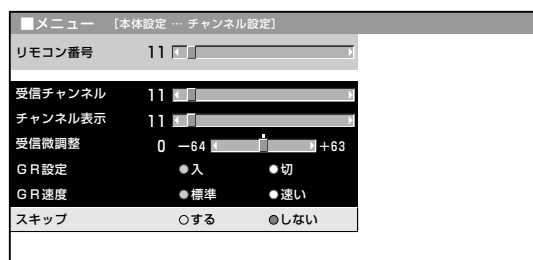 ■メニュー [本体設定 … チャンネル設定]
リモコン番号 11
受信チャンネル 11
チャンネル表示 11
受信微調整 0 －64 ＋63
ＧＲ設定 ●入 ●切
ＧＲ速度 ●標準 ●速い
スキップ ○する ●しない